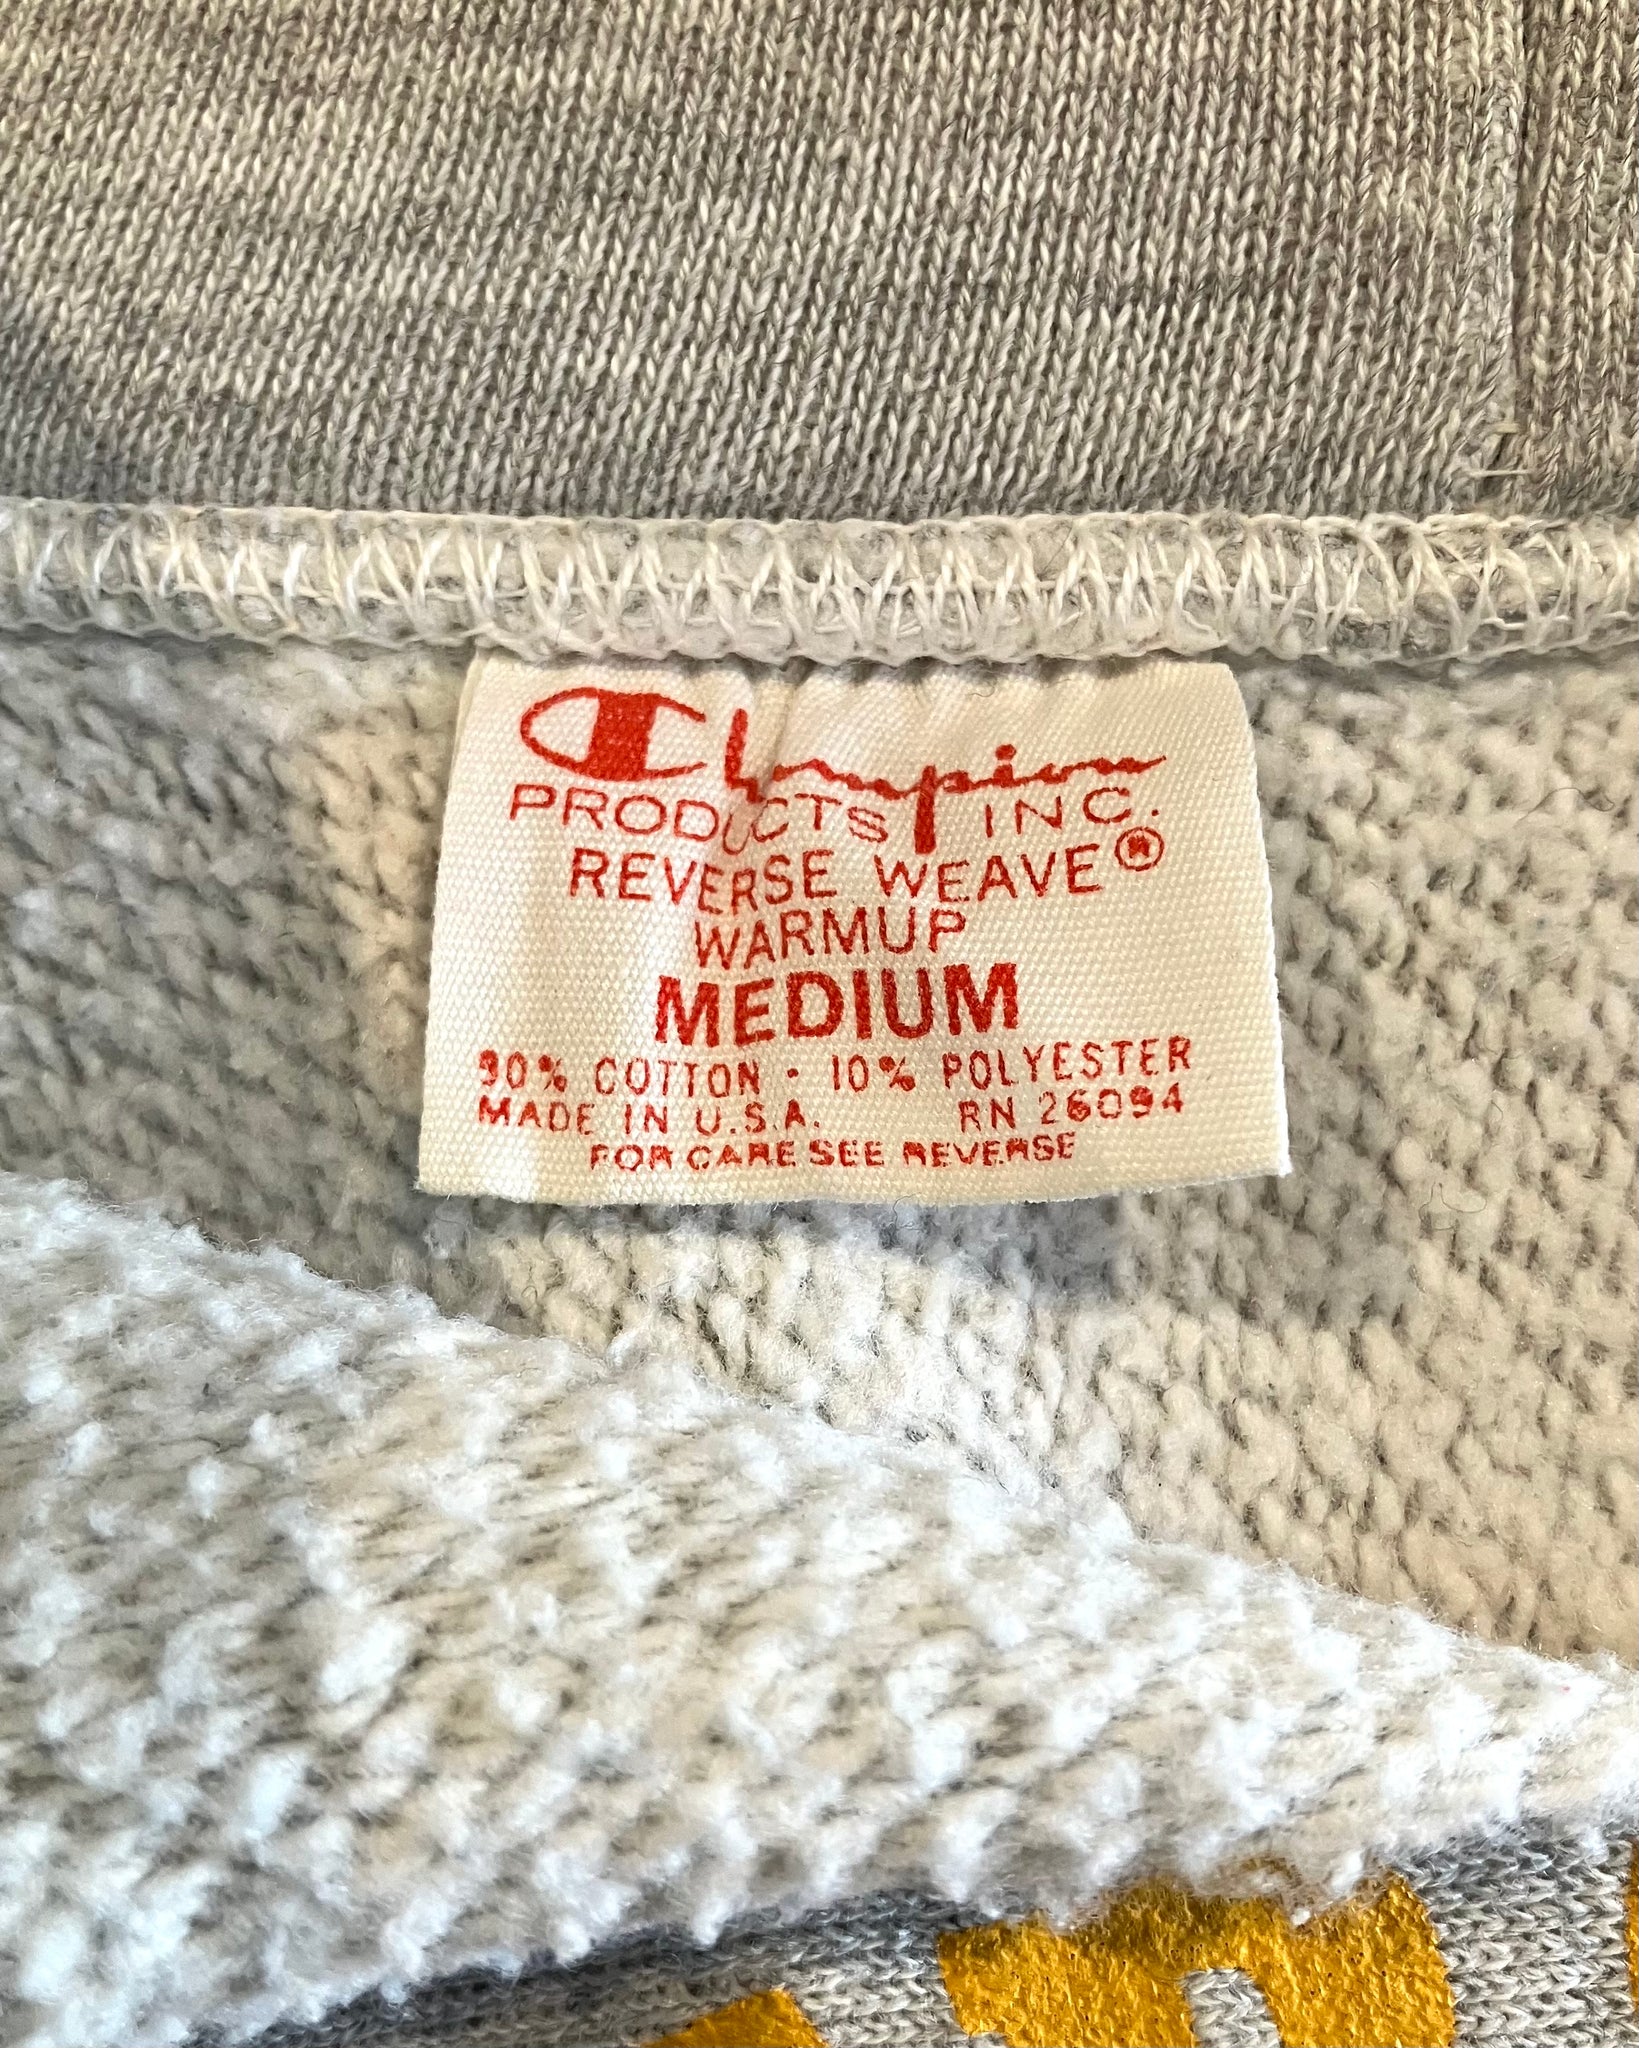 Champion
PRODUCTS INC.
REVERSE WEAVE®
WARMUP
MEDIUM
90% COTTON · 10% POLYESTER
MADE IN U.S.A. RN 26094
FOR CARE SEE REVERSE